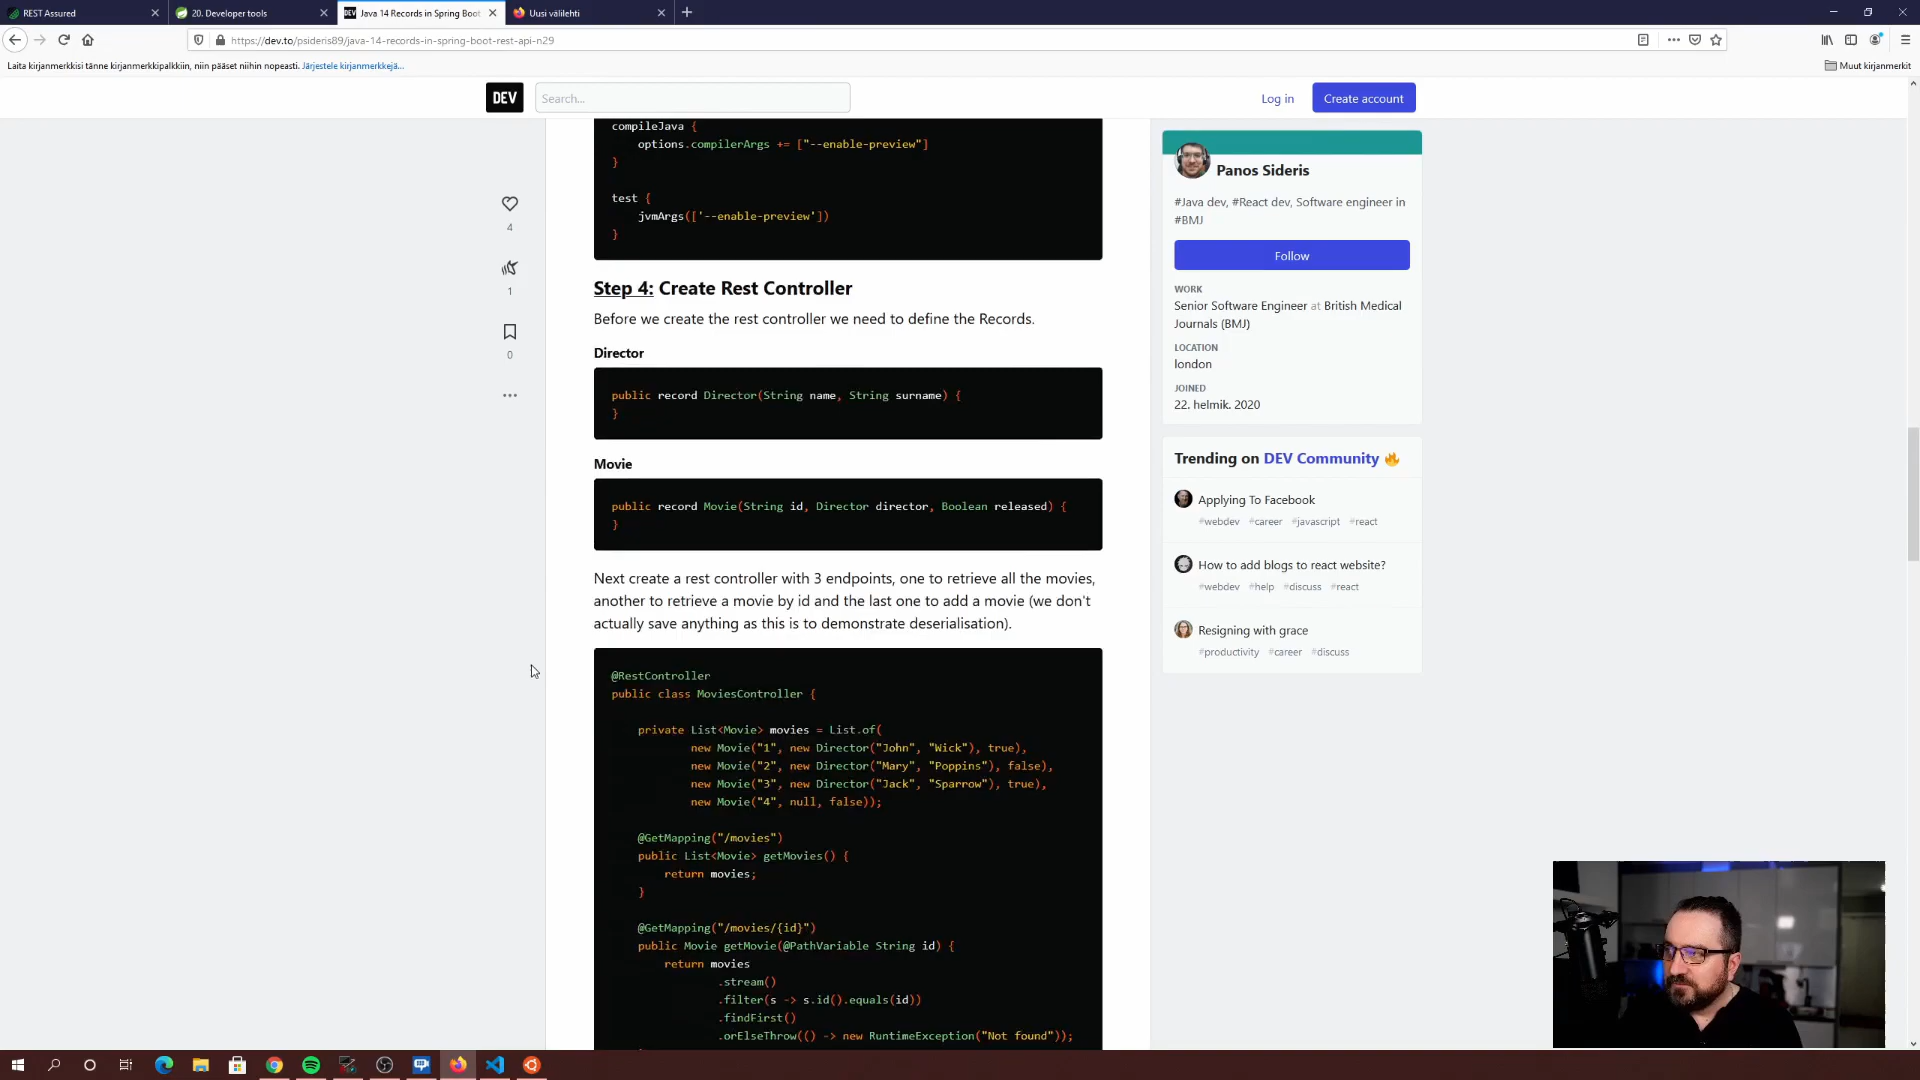 REST Assured
20. Developer tools
DEV Java 14 Records in Spring Boot
Uusi välilehti
https://dev.to/psideris89/java-14-records-in-spring-boot-rest-api-n29
Laita kirjanmerkkisi tänne kirjanmerkkipalkkiin, niin pääset niihin nopeasti. Järjestele kirjanmerkkejä...
Muut kirjanmerkit
DEV
Search...
Log in
Create account
compileJava {
options.compilerArgs += ["--enable-preview"]
}
test {
jvmArgs(['--enable-preview'])
}
4
1
0
Step 4: Create Rest Controller
Before we create the rest controller we need to define the Records.
Director
public record Director(String name, String surname) {
}
Movie
public record Movie(String id, Director director, Boolean released) {
}
Next create a rest controller with 3 endpoints, one to retrieve all the movies,
another to retrieve a movie by id and the last one to add a movie (we don't
actually save anything as this is to demonstrate deserialisation).
@RestController
public class MoviesController {
private List<Movie> movies = List.of(
new Movie("1", new Director("John", "Wick"), true),
new Movie("2", new Director("Mary", "Poppins"), false),
new Movie("3", new Director("Jack", "Sparrow"), true),
new Movie("4", null, false));
@GetMapping("/movies")
public List<Movie> getMovies() {
return movies;
}
@GetMapping("/movies/{id}")
public Movie getMovie(@PathVariable String id) {
return movies
.stream()
.filter(s -> s.id().equals(id))
.findFirst()
.orElseThrow(() -> new RuntimeException("Not found"));
Panos Sideris
#Java dev, #React dev, Software engineer in
#BMJ
Follow
WORK
Senior Software Engineer at British Medical
Journals (BMJ)
LOCATION
london
JOINED
22. helmik. 2020
Trending on DEV Community 🔥
Applying To Facebook
#webdev #career #javascript #react
How to add blogs to react website?
#webdev #help #discuss #react
Resigning with grace
#productivity #career #discuss